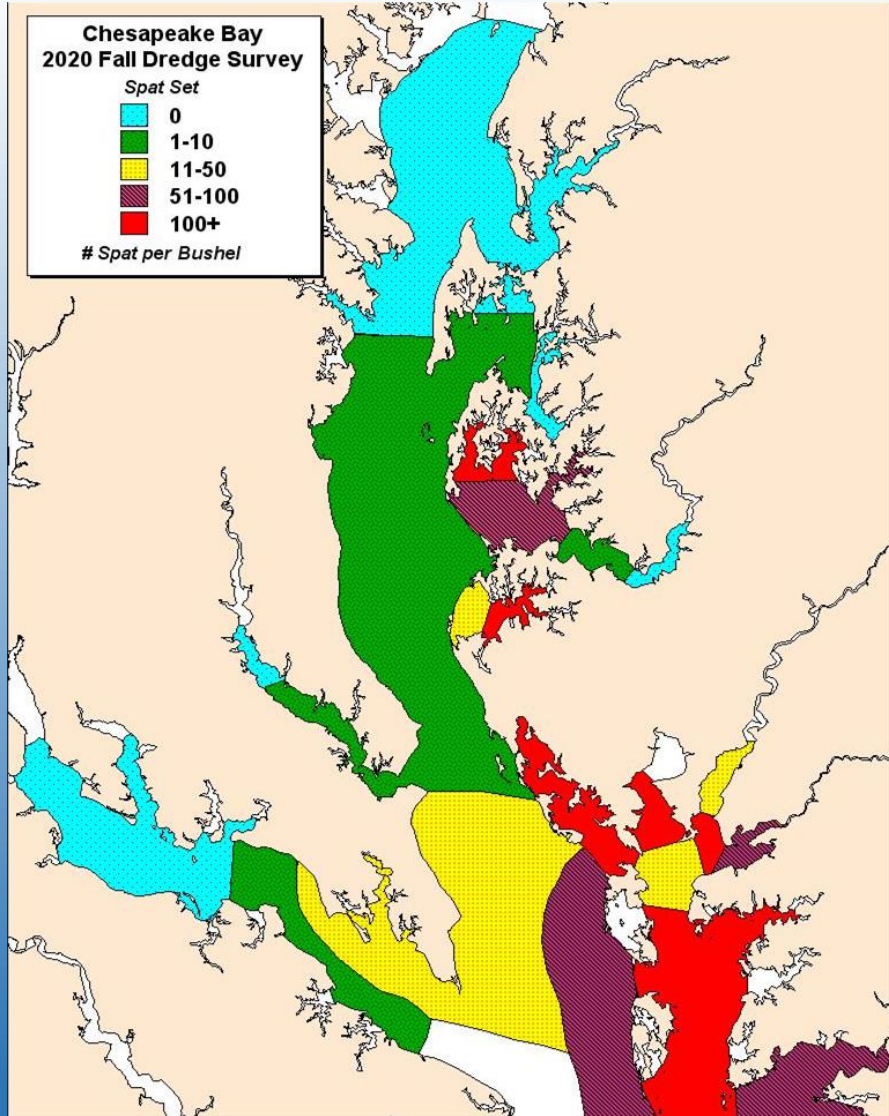 Chesapeake Bay
2020 Fall Dredge Survey
Spat Set
0
1-10
11-50
51-100
100+
# Spat per Bushel